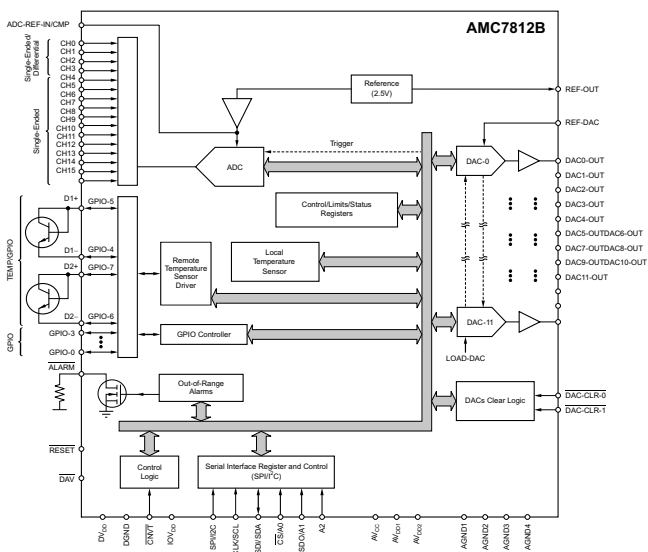 AMC7812B
ADC-REF-IN/CMP
Single-Ended/
Differential
CH0
CH1
CH2
CH3
Single-Ended
CH4
CH5
CH6
CH7
CH8
CH9
CH10
CH11
CH12
CH13
CH14
CH15
Reference
(2.5V)
REF-OUT
REF-DAC
Trigger
ADC
DAC-0
DAC0-OUT
DAC1-OUT
DAC2-OUT
DAC3-OUT
DAC4-OUT
DAC5-OUTDAC6-OUT
DAC7-OUTDAC8-OUT
DAC9-OUTDAC10-OUT
DAC11-OUT
Control/Limits/Status
Registers
TEMP/GPIO
D1+
GPIO-5
D1−
GPIO-4
D2+
GPIO-7
D2−
GPIO-6
GPIO
GPIO-3
GPIO-0
Remote
Temperature
Sensor
Driver
Local
Temperature
Sensor
GPIO Controller
DAC-11
LOAD-DAC
ALARM
Out-of-Range
Alarms
DACs Clear Logic
DAC-CLR-0
DAC-CLR-1
RESET
DAV
Control
Logic
Serial Interface Register and Control
(SPI/I²C)
DVDD
DGND
CNVT
IOVDD
SPI/I2C
CLK/SCL
SDI/SDA
CS/A0
SDO/A1
A2
AVCC
AVDD1
AVDD2
AGND1
AGND2
AGND3
AGND4